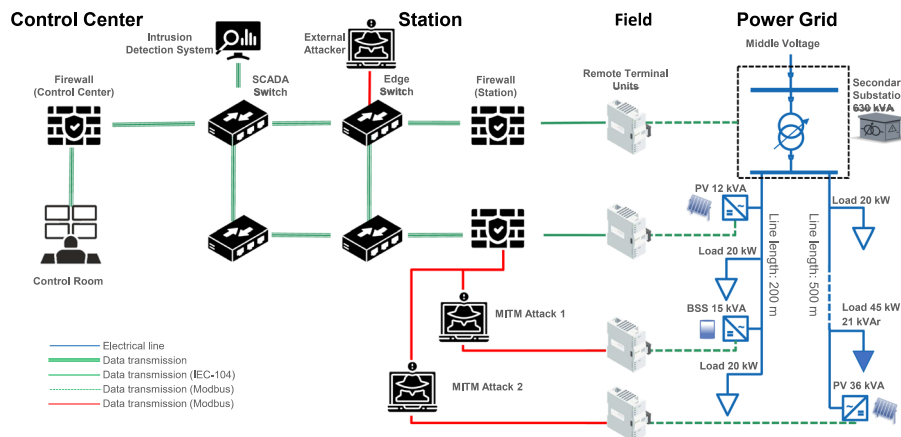 Control Center
Station
Field
Power Grid
Intrusion
Detection System
External
Attacker
Middle Voltage
Firewall
(Control Center)
SCADA
Switch
Edge
Switch
Firewall
(Station)
Remote Terminal
Units
Secondar
Substatio
630 kVA
PV 12 kVA
Load 20 kW
Line length: 200 m
Line length: 500 m
Load 20 kW
Control Room
MITM Attack 1
BSS 15 kVA
Load 45 kW
21 kVAr
Load 20 kW
MITM Attack 2
PV 36 kVA
Electrical line
Data transmission
Data transmission (IEC-104)
Data transmission (Modbus)
Data transmission (Modbus)